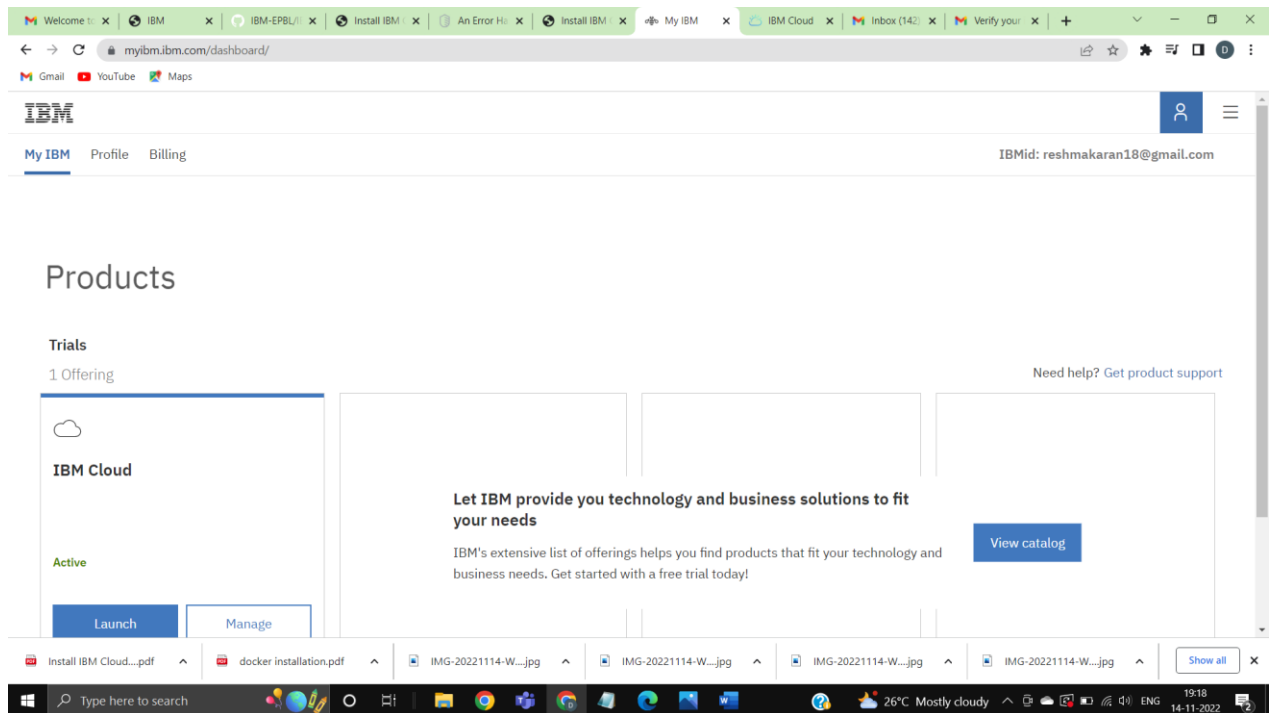 Welcome to
IBM
IBM-EPBL/I
Install IBM
An Error Ha
Install IBM
My IBM
IBM Cloud
Inbox (142)
Verify your
myibm.ibm.com/dashboard/
D
Gmail
YouTube
Maps
IBM
My IBM Profile Billing
IBMid: reshmakaran18@gmail.com
Products
Trials
1 Offering
Need help? Get product support
IBM Cloud
Active
Launch
Manage
Let IBM provide you technology and business solutions to fit
your needs
IBM's extensive list of offerings helps you find products that fit your technology and
business needs. Get started with a free trial today!
View catalog
Install IBM Cloud....pdf
docker installation.pdf
IMG-20221114-W....jpg
IMG-20221114-W....jpg
IMG-20221114-W....jpg
IMG-20221114-W....jpg
Show all
Type here to search
26°C Mostly cloudy
ENG
19:18
14-11-2022
2